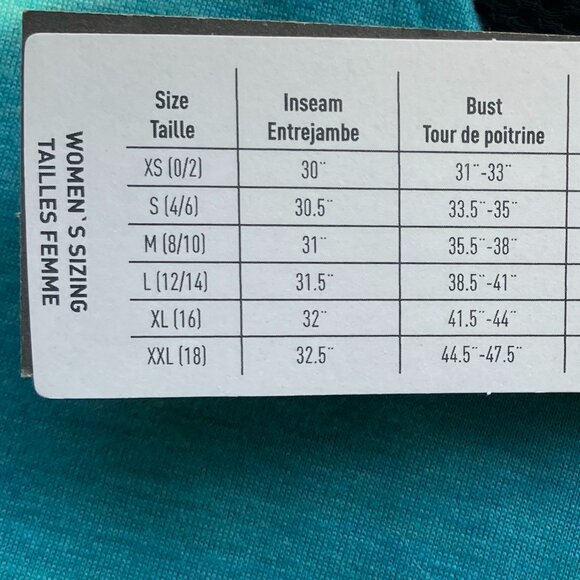 WOMEN`S SIZING
TAILLES FEMME
Size Inseam Bust
Taille Entrejambe Tour de poitrine
XS (0/2) 30¨ 31¨-33¨
S (4/6) 30.5¨ 33.5¨-35¨
M (8/10) 31¨ 35.5¨-38¨
L (12/14) 31.5¨ 38.5¨-41¨
XL (16) 32¨ 41.5¨-44¨
XXL (18) 32.5¨ 44.5¨-47.5¨